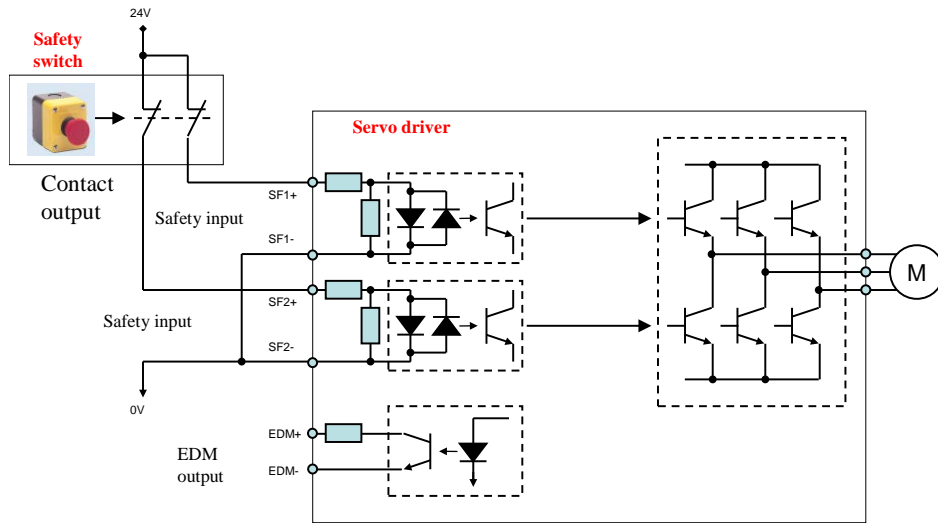 24V
Safety
switch
Servo driver
Contact
output
SF1+
Safety input
SF1-
SF2+
Safety input
SF2-
0V
EDM+
EDM
output
EDM-
M